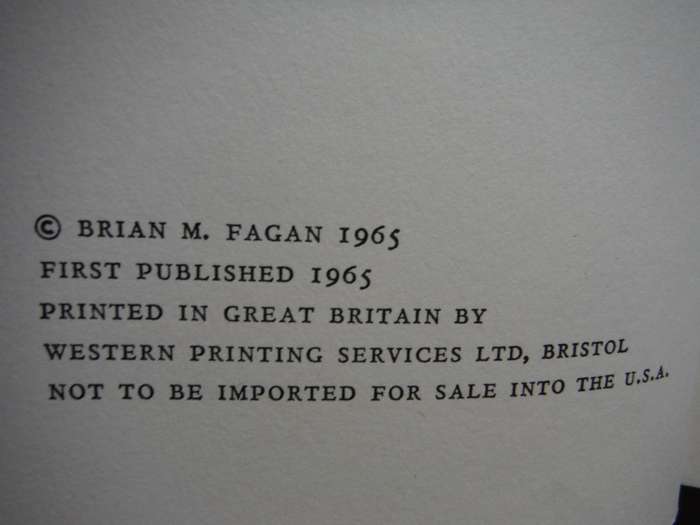 © BRIAN M. FAGAN 1965
FIRST PUBLISHED 1965
PRINTED IN GREAT BRITAIN BY
WESTERN PRINTING SERVICES LTD, BRISTOL
NOT TO BE IMPORTED FOR SALE INTO THE U.S.A.